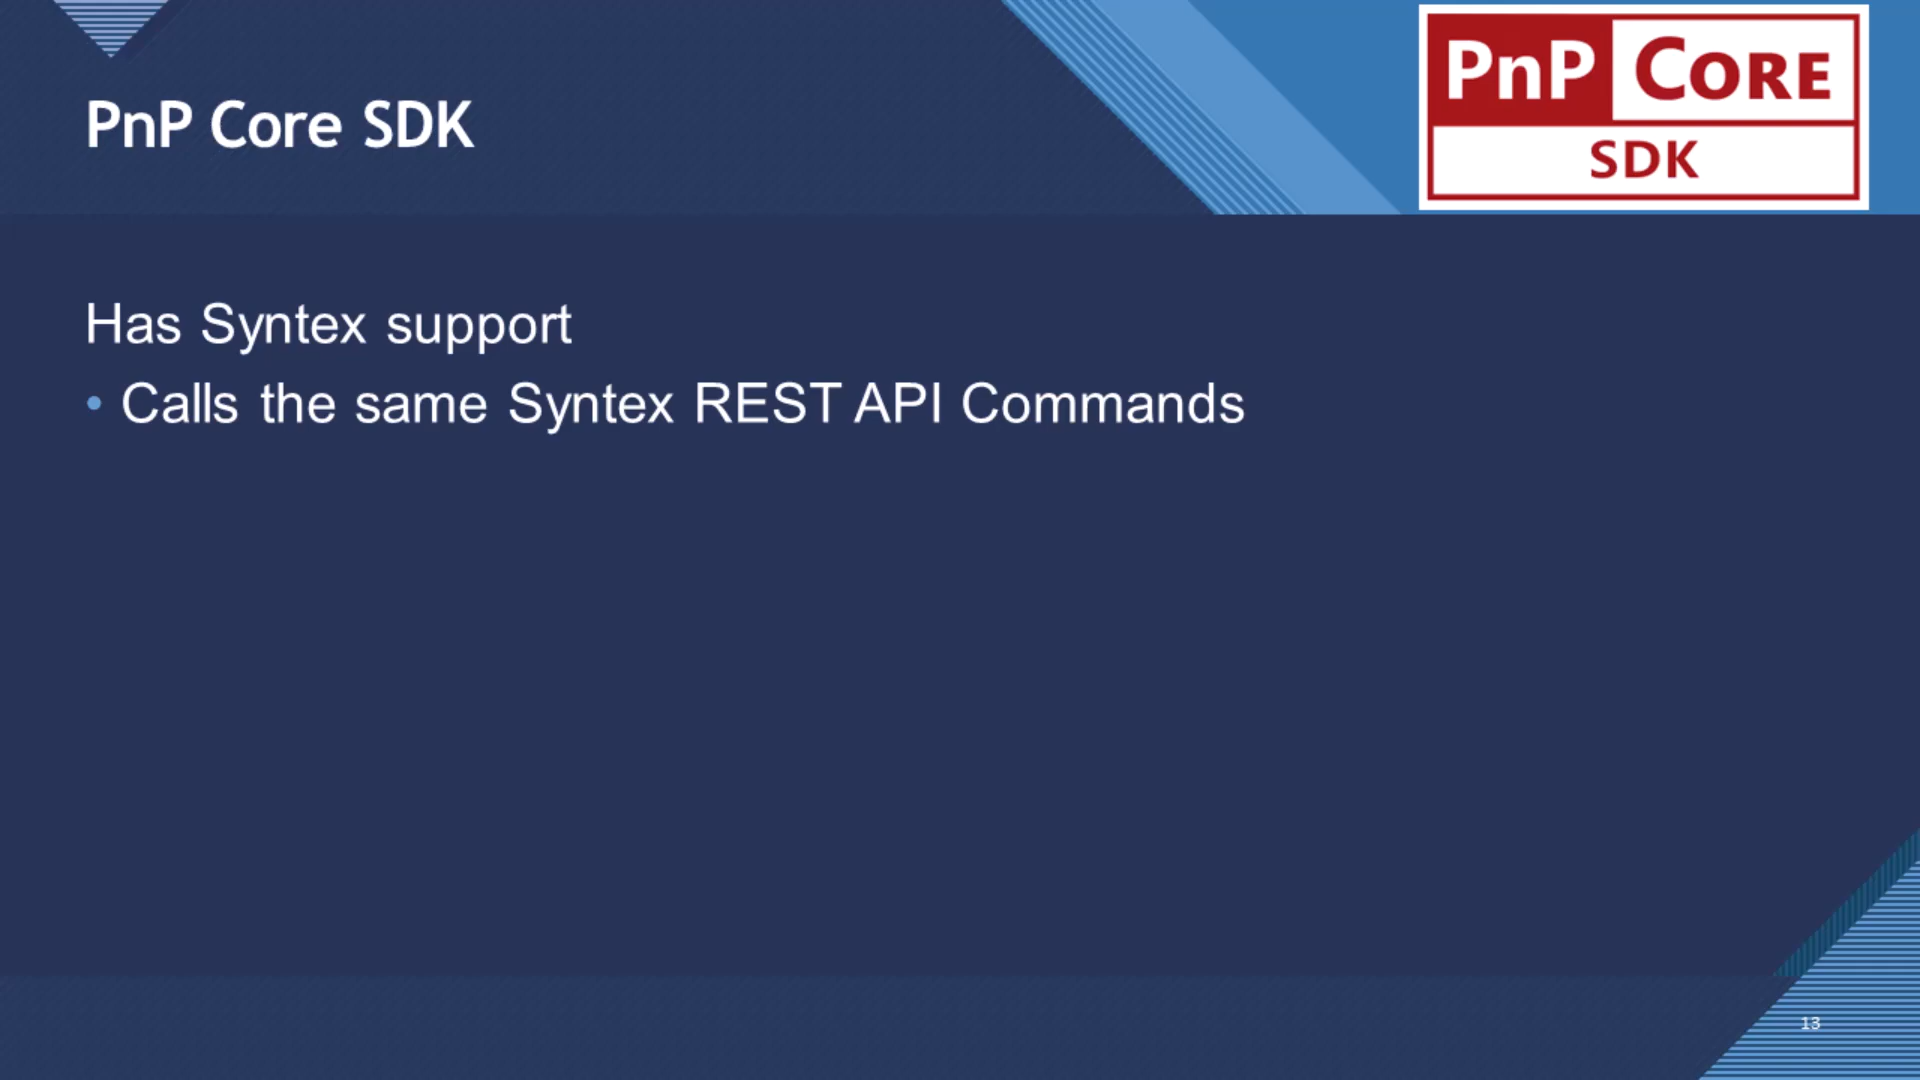 PnP Core SDK
PnP CORE
SDK
Has Syntex support
• Calls the same Syntex REST API Commands
13